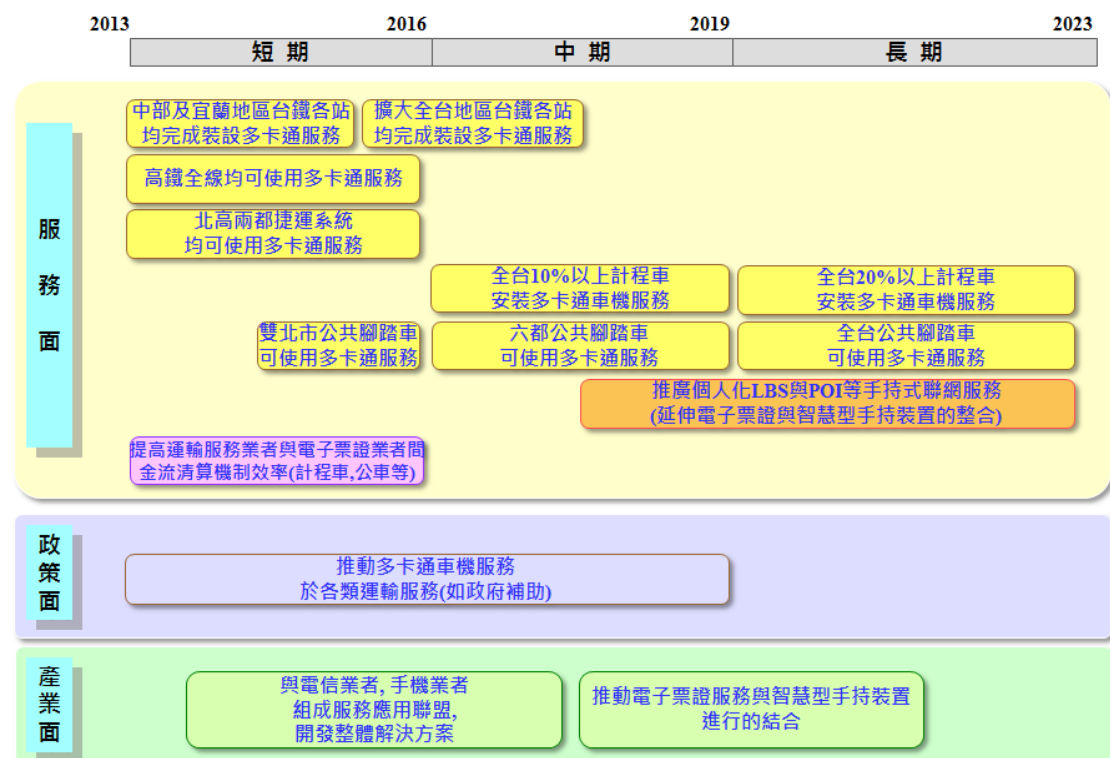 2013
2016
2019
2023
短 期
中 期
長 期
服務面
中部及宜蘭地區台鐵各站
均完成裝設多卡通服務
擴大全台地區台鐵各站
均完成裝設多卡通服務
高鐵全線均可使用多卡通服務
北高兩都捷運系統
均可使用多卡通服務
全台10%以上計程車
安裝多卡通車機服務
全台20%以上計程車
安裝多卡通車機服務
雙北市公共腳踏車
可使用多卡通服務
六都公共腳踏車
可使用多卡通服務
全台公共腳踏車
可使用多卡通服務
推廣個人化LBS與POI等手持式聯網服務
(延伸電子票證與智慧型手持裝置的整合)
提高運輸服務業者與電子票證業者間
金流清算機制效率(計程車,公車等)
政策面
推動多卡通車機服務
於各類運輸服務(如政府補助)
產業面
與電信業者, 手機業者
組成服務應用聯盟,
開發整體解決方案
推動電子票證服務與智慧型手持裝置
進行的結合